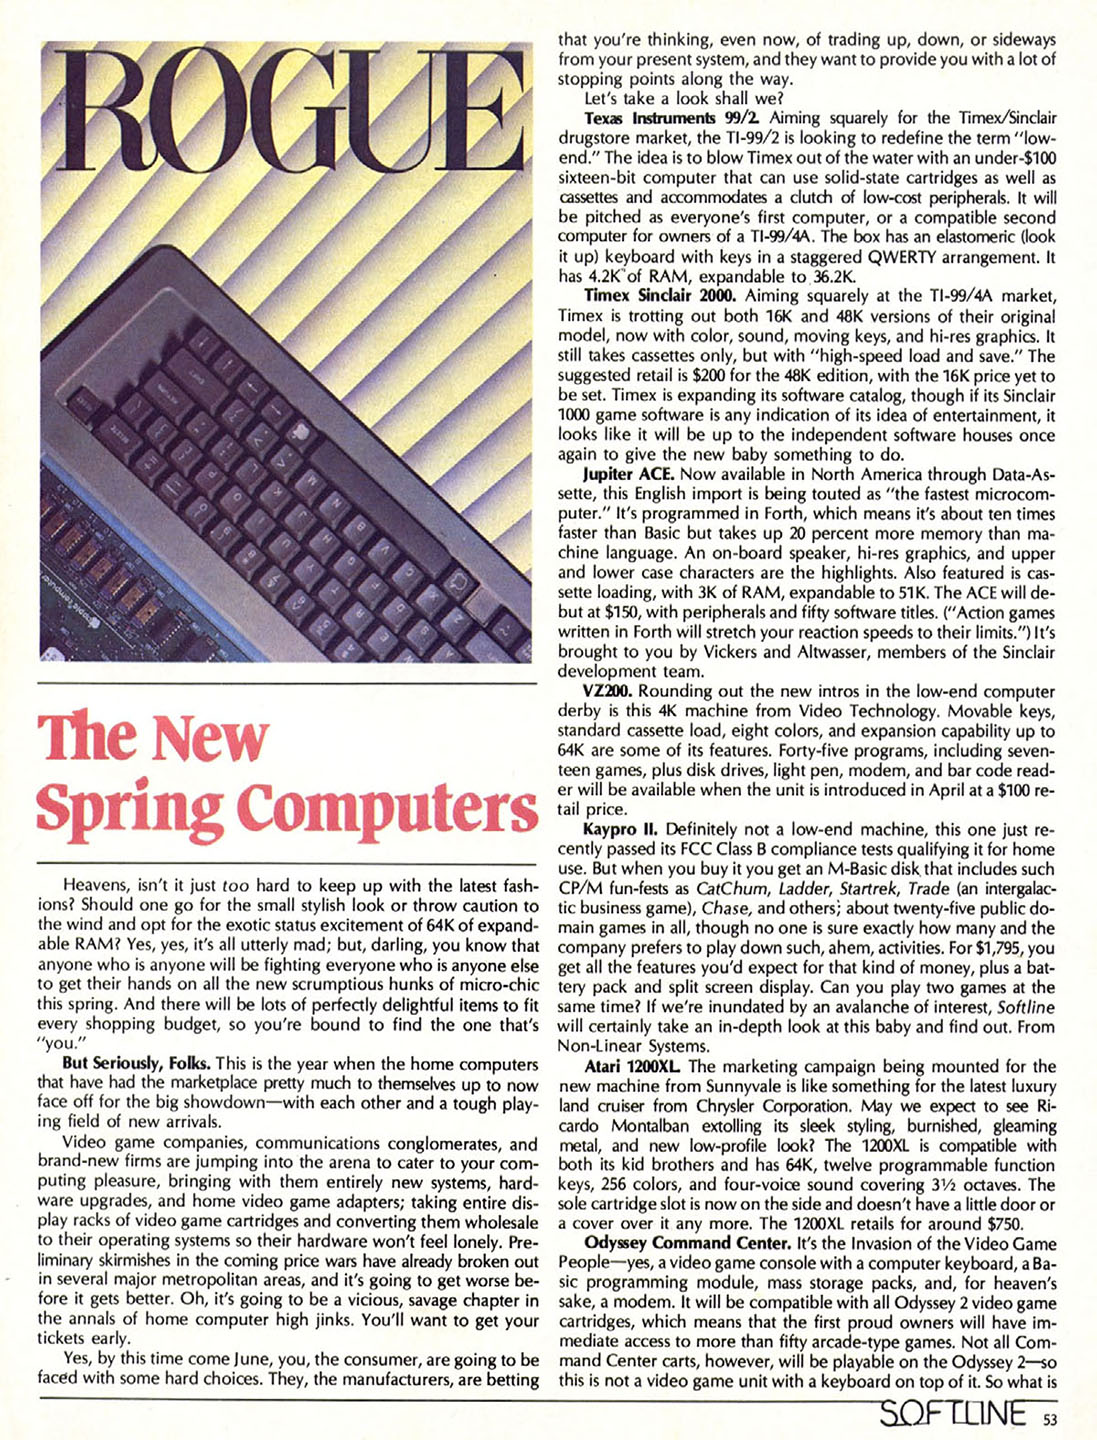 ROGUE
The New
Spring Computers
Heavens, isn't it just too hard to keep up with the latest fash-
ions? Should one go for the small stylish look or throw caution to
the wind and opt for the exotic status excitement of 64K of expand-
able RAM? Yes, yes, it's all utterly mad; but, darling, you know that
anyone who is anyone will be fighting everyone who is anyone else
to get their hands on all the new scrumptious hunks of micro-chic
this spring. And there will be lots of perfectly delightful items to fit
every shopping budget, so you're bound to find the one that's
"you."
But Seriously, Folks. This is the year when the home computers
that have had the marketplace pretty much to themselves up to now
face off for the big showdown—with each other and a tough play-
ing field of new arrivals.
Video game companies, communications conglomerates, and
brand-new firms are jumping into the arena to cater to your com-
puting pleasure, bringing with them entirely new systems, hard-
ware upgrades, and home video game adapters; taking entire dis-
play racks of video game cartridges and converting them wholesale
to their operating systems so their hardware won't feel lonely. Pre-
liminary skirmishes in the coming price wars have already broken out
in several major metropolitan areas, and it's going to get worse be-
fore it gets better. Oh, it's going to be a vicious, savage chapter in
the annals of home computer high jinks. You'll want to get your
tickets early.
Yes, by this time come June, you, the consumer, are going to be
faced with some hard choices. They, the manufacturers, are betting
that you're thinking, even now, of trading up, down, or sideways
from your present system, and they want to provide you with a lot of
stopping points along the way.
Let's take a look shall we?
Texas Instruments 99/2. Aiming squarely for the Timex/Sinclair
drugstore market, the TI-99/2 is looking to redefine the term "low-
end." The idea is to blow Timex out of the water with an under-$100
sixteen-bit computer that can use solid-state cartridges as well as
cassettes and accommodates a clutch of low-cost peripherals. It will
be pitched as everyone's first computer, or a compatible second
computer for owners of a TI-99/4A. The box has an elastomeric (look
it up) keyboard with keys in a staggered QWERTY arrangement. It
has 4.2K of RAM, expandable to 36.2K.
Timex Sinclair 2000. Aiming squarely at the TI-99/4A market,
Timex is trotting out both 16K and 48K versions of their original
model, now with color, sound, moving keys, and hi-res graphics. It
still takes cassettes only, but with "high-speed load and save." The
suggested retail is $200 for the 48K edition, with the 16K price yet to
be set. Timex is expanding its software catalog, though if its Sinclair
1000 game software is any indication of its idea of entertainment, it
looks like it will be up to the independent software houses once
again to give the new baby something to do.
Jupiter ACE. Now available in North America through Data-As-
sette, this English import is being touted as "the fastest microcom-
puter." It's programmed in Forth, which means it's about ten times
faster than Basic but takes up 20 percent more memory than ma-
chine language. An on-board speaker, hi-res graphics, and upper
and lower case characters are the highlights. Also featured is cas-
sette loading, with 3K of RAM, expandable to 51K. The ACE will de-
but at $150, with peripherals and fifty software titles. ("Action games
written in Forth will stretch your reaction speeds to their limits.") It's
brought to you by Vickers and Altwasser, members of the Sinclair
development team.
VZ200. Rounding out the new intros in the low-end computer
derby is this 4K machine from Video Technology. Movable keys,
standard cassette load, eight colors, and expansion capability up to
64K are some of its features. Forty-five programs, including seven-
teen games, plus disk drives, light pen, modem, and bar code read-
er will be available when the unit is introduced in April at a $100 re-
tail price.
Kaypro II. Definitely not a low-end machine, this one just re-
cently passed its FCC Class B compliance tests qualifying it for home
use. But when you buy it you get an M-Basic disk that includes such
CP/M fun-fests as CatChum, Ladder, Startrek, Trade (an intergalac-
tic business game), Chase, and others; about twenty-five public do-
main games in all, though no one is sure exactly how many and the
company prefers to play down such, ahem, activities. For $1,795, you
get all the features you'd expect for that kind of money, plus a bat-
tery pack and split screen display. Can you play two games at the
same time? If we're inundated by an avalanche of interest, Softline
will certainly take an in-depth look at this baby and find out. From
Non-Linear Systems.
Atari 1200XL. The marketing campaign being mounted for the
new machine from Sunnyvale is like something for the latest luxury
land cruiser from Chrysler Corporation. May we expect to see Ri-
cardo Montalban extolling its sleek styling, burnished, gleaming
metal, and new low-profile look? The 1200XL is compatible with
both its kid brothers and has 64K, twelve programmable function
keys, 256 colors, and four-voice sound covering 3½ octaves. The
sole cartridge slot is now on the side and doesn't have a little door or
a cover over it any more. The 1200XL retails for around $750.
Odyssey Command Center. It's the Invasion of the Video Game
People—yes, a video game console with a computer keyboard, a Ba-
sic programming module, mass storage packs, and, for heaven's
sake, a modem. It will be compatible with all Odyssey 2 video game
cartridges, which means that the first proud owners will have im-
mediate access to more than fifty arcade-type games. Not all Com-
mand Center carts, however, will be playable on the Odyssey 2—so
this is not a video game unit with a keyboard on top of it. So what is
SOFTLINE 53